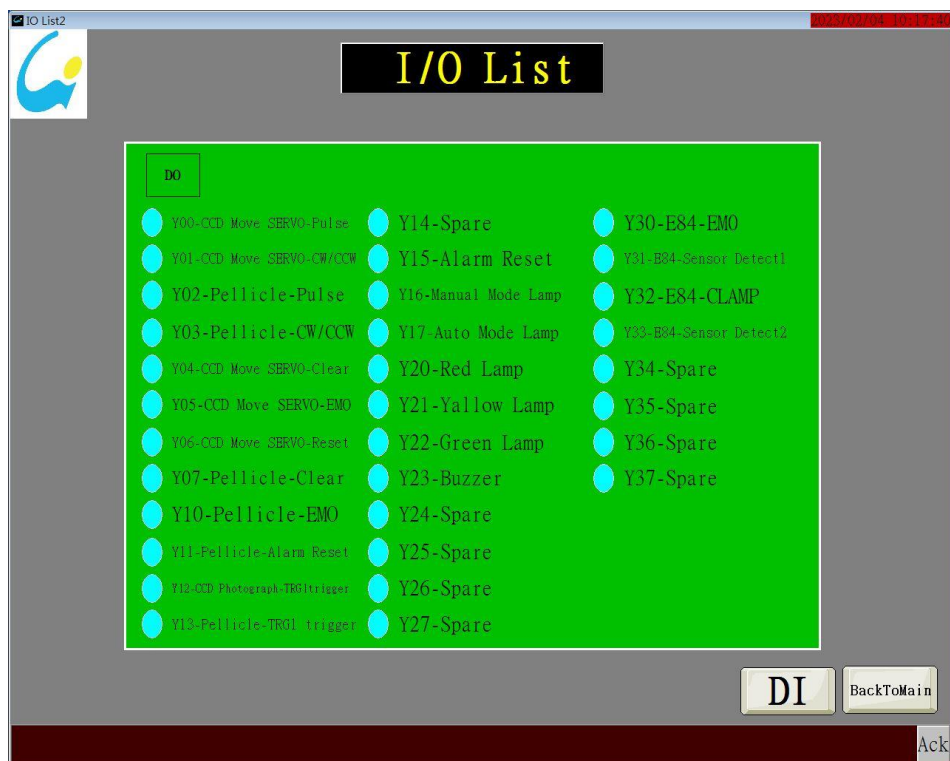 IO List2
2023/02/04 10:17:40
I/O List
DO
Y00-CCD Move SERVO-Pulse
Y01-CCD Move SERVO-CW/CCW
Y02-Pellicle-Pulse
Y03-Pellicle-CW/CCW
Y04-CCD Move SERVO-Clear
Y05-CCD Move SERVO-EMO
Y06-CCD Move SERVO-Reset
Y07-Pellicle-Clear
Y10-Pellicle-EMO
Y11-Pellicle-Alarm Reset
Y12-CCD Photograph-TRG1trigger
Y13-Pellicle-TRG1 trigger
Y14-Spare
Y15-Alarm Reset
Y16-Manual Mode Lamp
Y17-Auto Mode Lamp
Y20-Red Lamp
Y21-Yallow Lamp
Y22-Green Lamp
Y23-Buzzer
Y24-Spare
Y25-Spare
Y26-Spare
Y27-Spare
Y30-E84-EMO
Y31-E84-Sensor Detect1
Y32-E84-CLAMP
Y33-E84-Sensor Detect2
Y34-Spare
Y35-Spare
Y36-Spare
Y37-Spare
DI
BackToMain
Ack